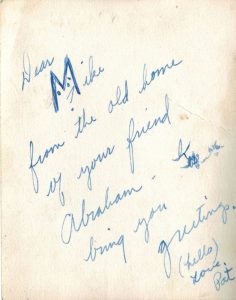 Dear Mike
from the old home
of your friend
Abraham - I
bring you
greetings.
(hello)
Love,
Pat